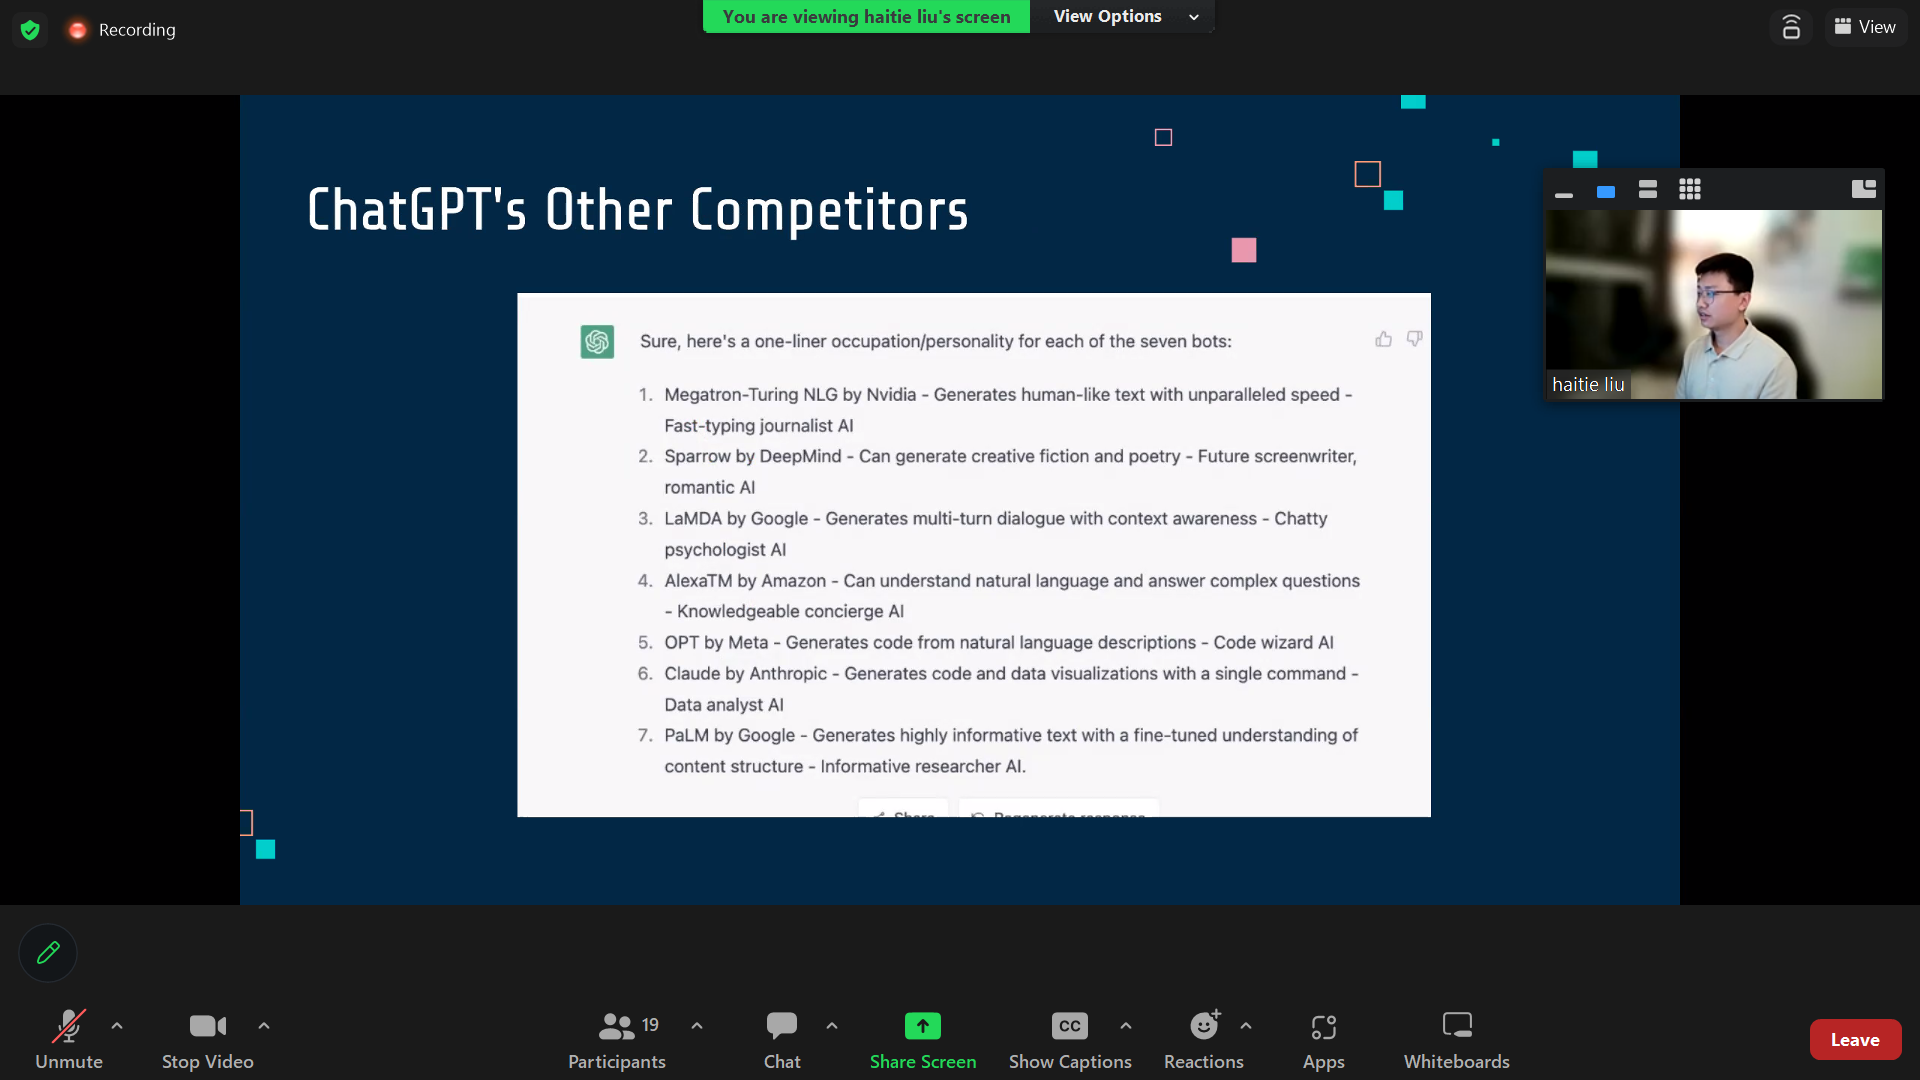 Recording
You are viewing haitie liu's screen
View Options
View
ChatGPT's Other Competitors
haitie liu
Sure, here's a one-liner occupation/personality for each of the seven bots:
1. Megatron-Turing NLG by Nvidia - Generates human-like text with unparalleled speed -
Fast-typing journalist AI
2. Sparrow by DeepMind - Can generate creative fiction and poetry - Future screenwriter,
romantic AI
3. LaMDA by Google - Generates multi-turn dialogue with context awareness - Chatty
psychologist AI
4. AlexaTM by Amazon - Can understand natural language and answer complex questions
- Knowledgeable concierge AI
5. OPT by Meta - Generates code from natural language descriptions - Code wizard AI
6. Claude by Anthropic - Generates code and data visualizations with a single command -
Data analyst AI
7. PaLM by Google - Generates highly informative text with a fine-tuned understanding of
content structure - Informative researcher AI.
Share
Regenerate response
19
CC
Unmute
Stop Video
Participants
Chat
Share Screen
Show Captions
Reactions
Apps
Whiteboards
Leave